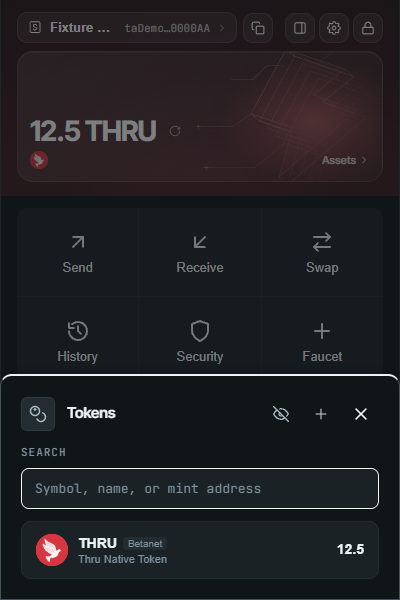 Fixture ... taDemo…0000AA
12.5 THRU
Assets
Send Receive Swap
History Security Faucet
Tokens
SEARCH
Symbol, name, or mint address
THRU Betanet 12.5
Thru Native Token